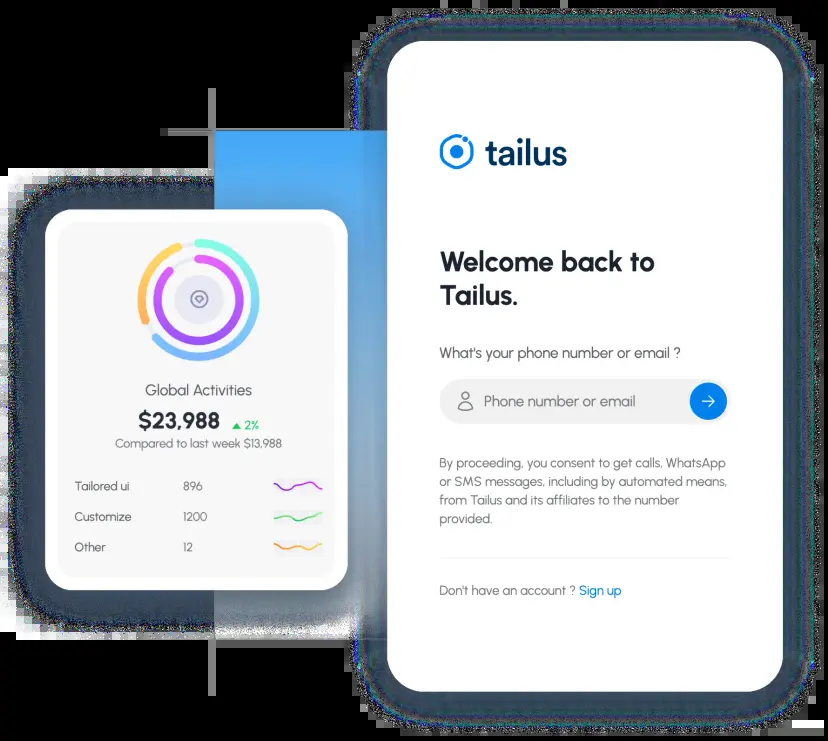 tailus
Welcome back to
Tailus.
What's your phone number or email ?
Phone number or email
By proceeding, you consent to get calls, WhatsApp
or SMS messages, including by automated means,
from Tailus and its affiliates to the number
provided.
Don't have an account ? Sign up
Global Activities
$23,988 2%
Compared to last week $13,988
Tailored ui 896
Customize 1200
Other 12